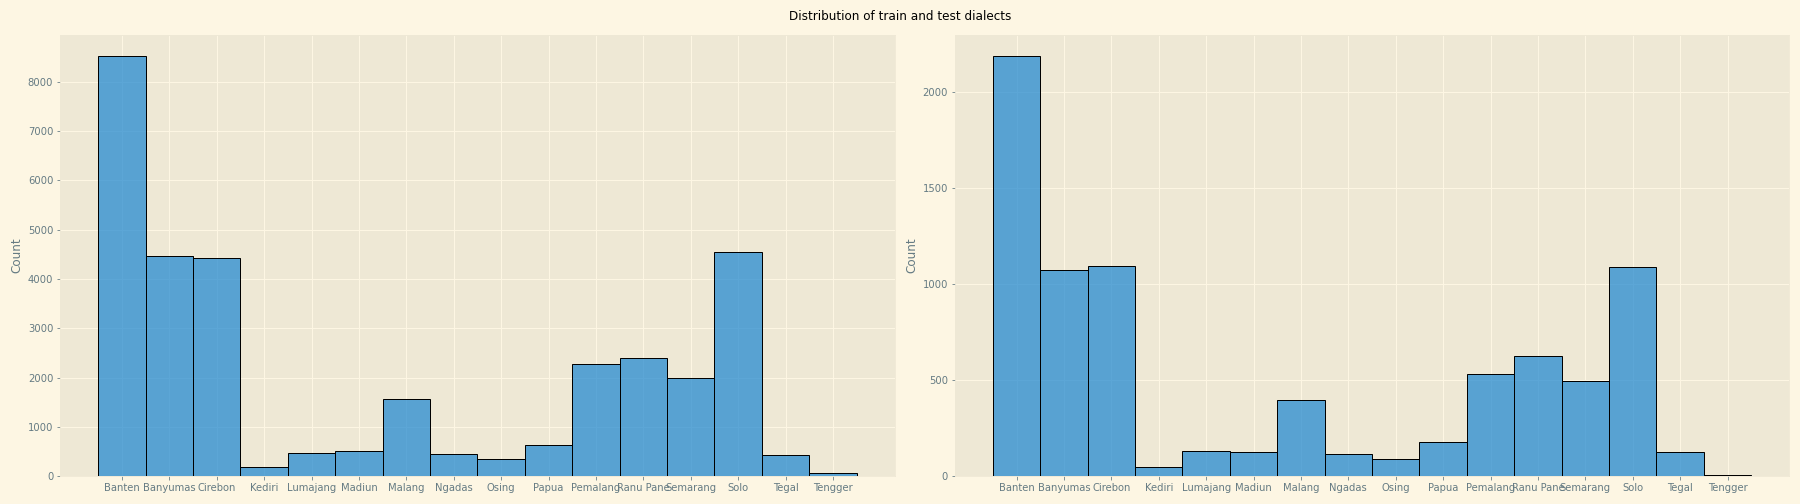 Distribution of train and test dialects
Count
8000
7000
6000
5000
4000
3000
2000
1000
0
Banten Banyumas Cirebon Kediri Lumajang Madiun Malang Ngadas Osing Papua Pemalang Ranu Pane Semarang Solo Tegal Tengger
Count
2000
1500
1000
500
0
Banten Banyumas Cirebon Kediri Lumajang Madiun Malang Ngadas Osing Papua Pemalang Ranu Pane Semarang Solo Tegal Tengger